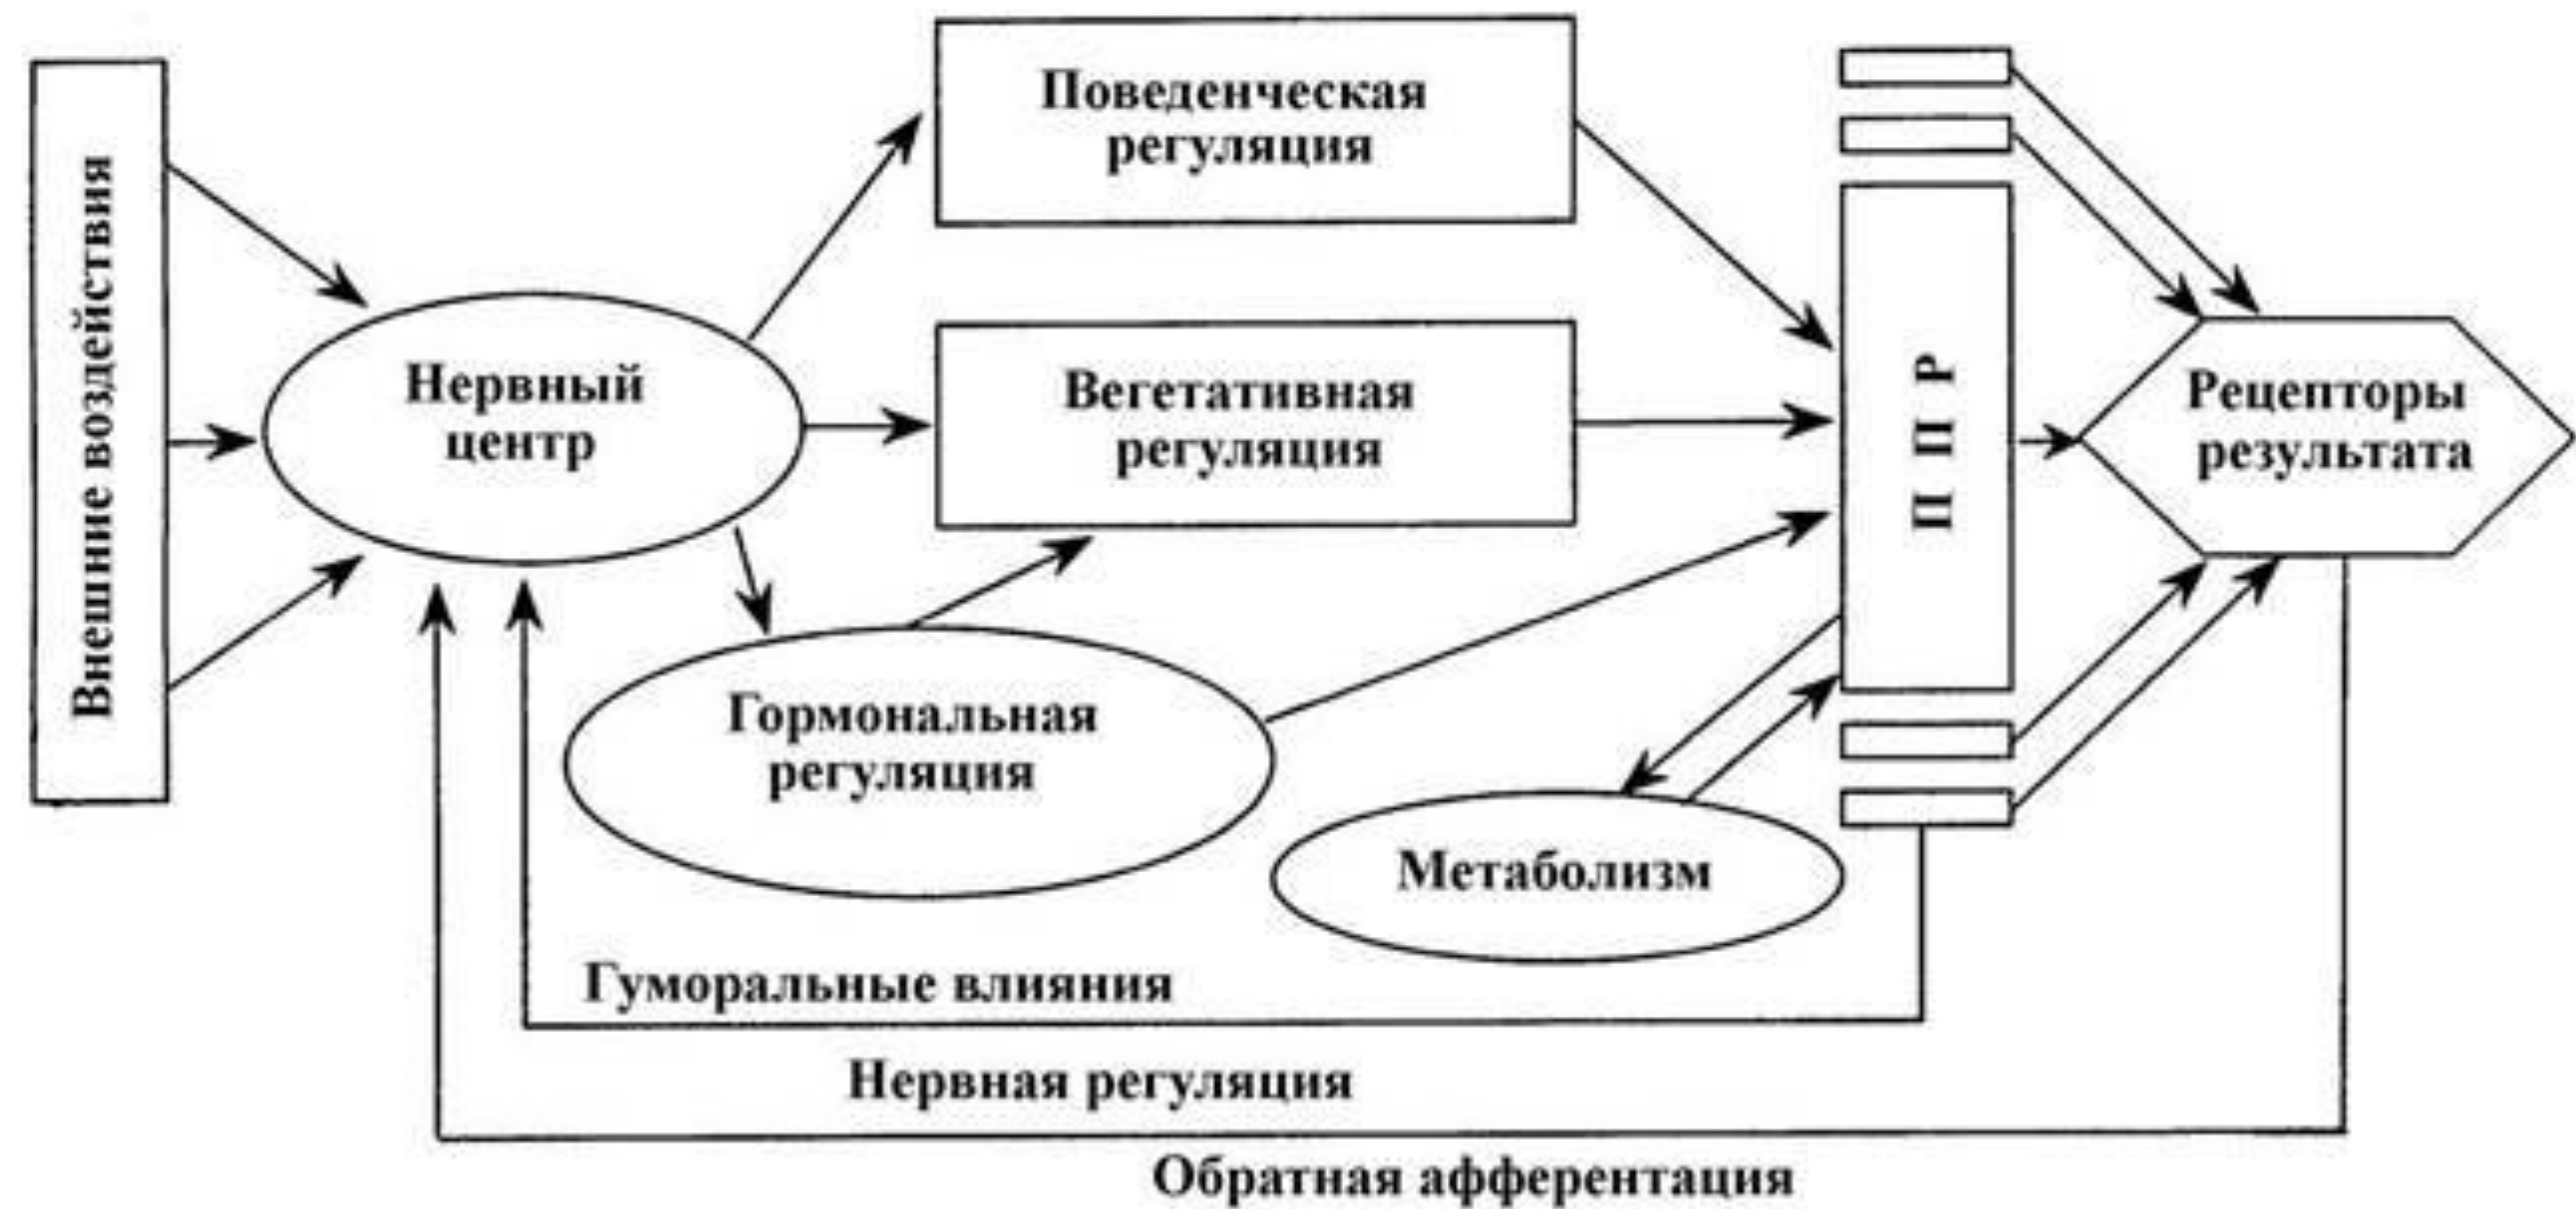 Внешние воздействия
Нервный
центр
Поведенческая
регуляция
Вегетативная
регуляция
Гормональная
регуляция
Метаболизм
П П Р
Рецепторы
результата
Гуморальные влияния
Нервная регуляция
Обратная афферентация